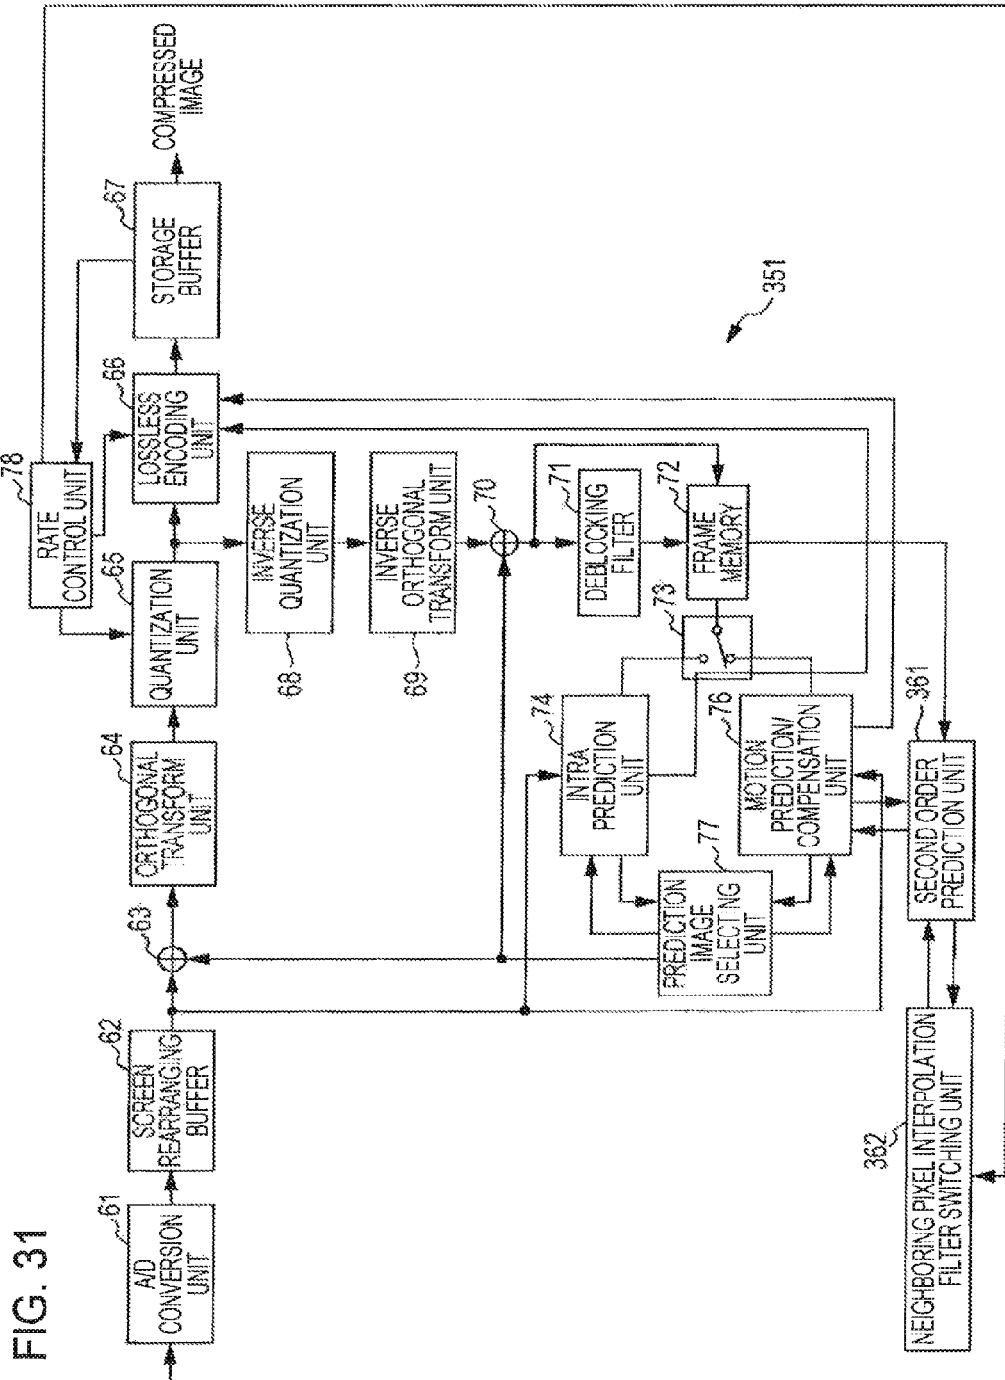 FIG. 31
A/D
CONVERSION
UNIT
61
SCREEN
REARRANGING
BUFFER
62
63
ORTHOGONAL
TRANSFORM
UNIT
64
QUANTIZATION
UNIT
65
RATE
CONTROL UNIT
78
LOSSLESS
ENCODING
UNIT
66
STORAGE
BUFFER
67
COMPRESSED
IMAGE
INVERSE
QUANTIZATION
UNIT
68
INVERSE
ORTHOGONAL
TRANSFORM UNIT
69
70
DEBLOCKING
FILTER
71
FRAME
MEMORY
72
73
INTRA
PREDICTION
UNIT
74
MOTION
PREDICTION/
COMPENSATION
UNIT
76
PREDICTION
IMAGE
SELECTING
UNIT
77
SECOND ORDER
PREDICTION UNIT
361
NEIGHBORING PIXEL INTERPOLATION
FILTER SWITCHING UNIT
362
351